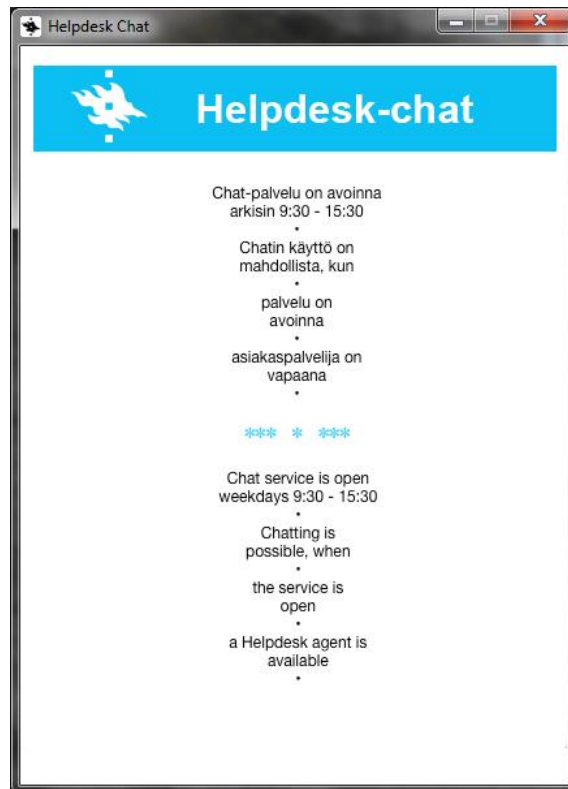 Helpdesk Chat
Helpdesk-chat
Chat-palvelu on avoinna
arkisin 9:30 - 15:30
•
Chatin käyttö on
mahdollista, kun
•
palvelu on
avoinna
•
asiakaspalvelija on
vapaana
•
*** * ***
Chat service is open
weekdays 9:30 - 15:30
•
Chatting is
possible, when
•
the service is
open
•
a Helpdesk agent is
available
•